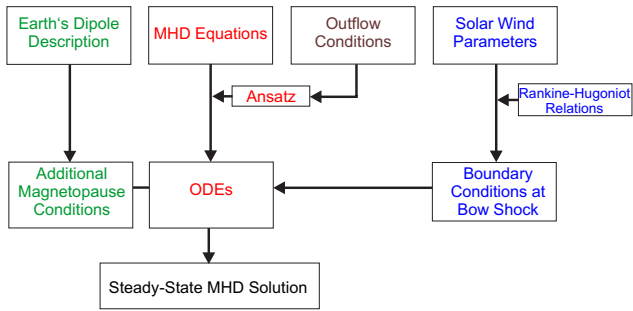 Earth's Dipole
Description
MHD Equations
Outflow
Conditions
Solar Wind
Parameters
Ansatz
Rankine-Hugoniot
Relations
Additional
Magnetopause
Conditions
ODEs
Boundary
Conditions at
Bow Shock
Steady-State MHD Solution